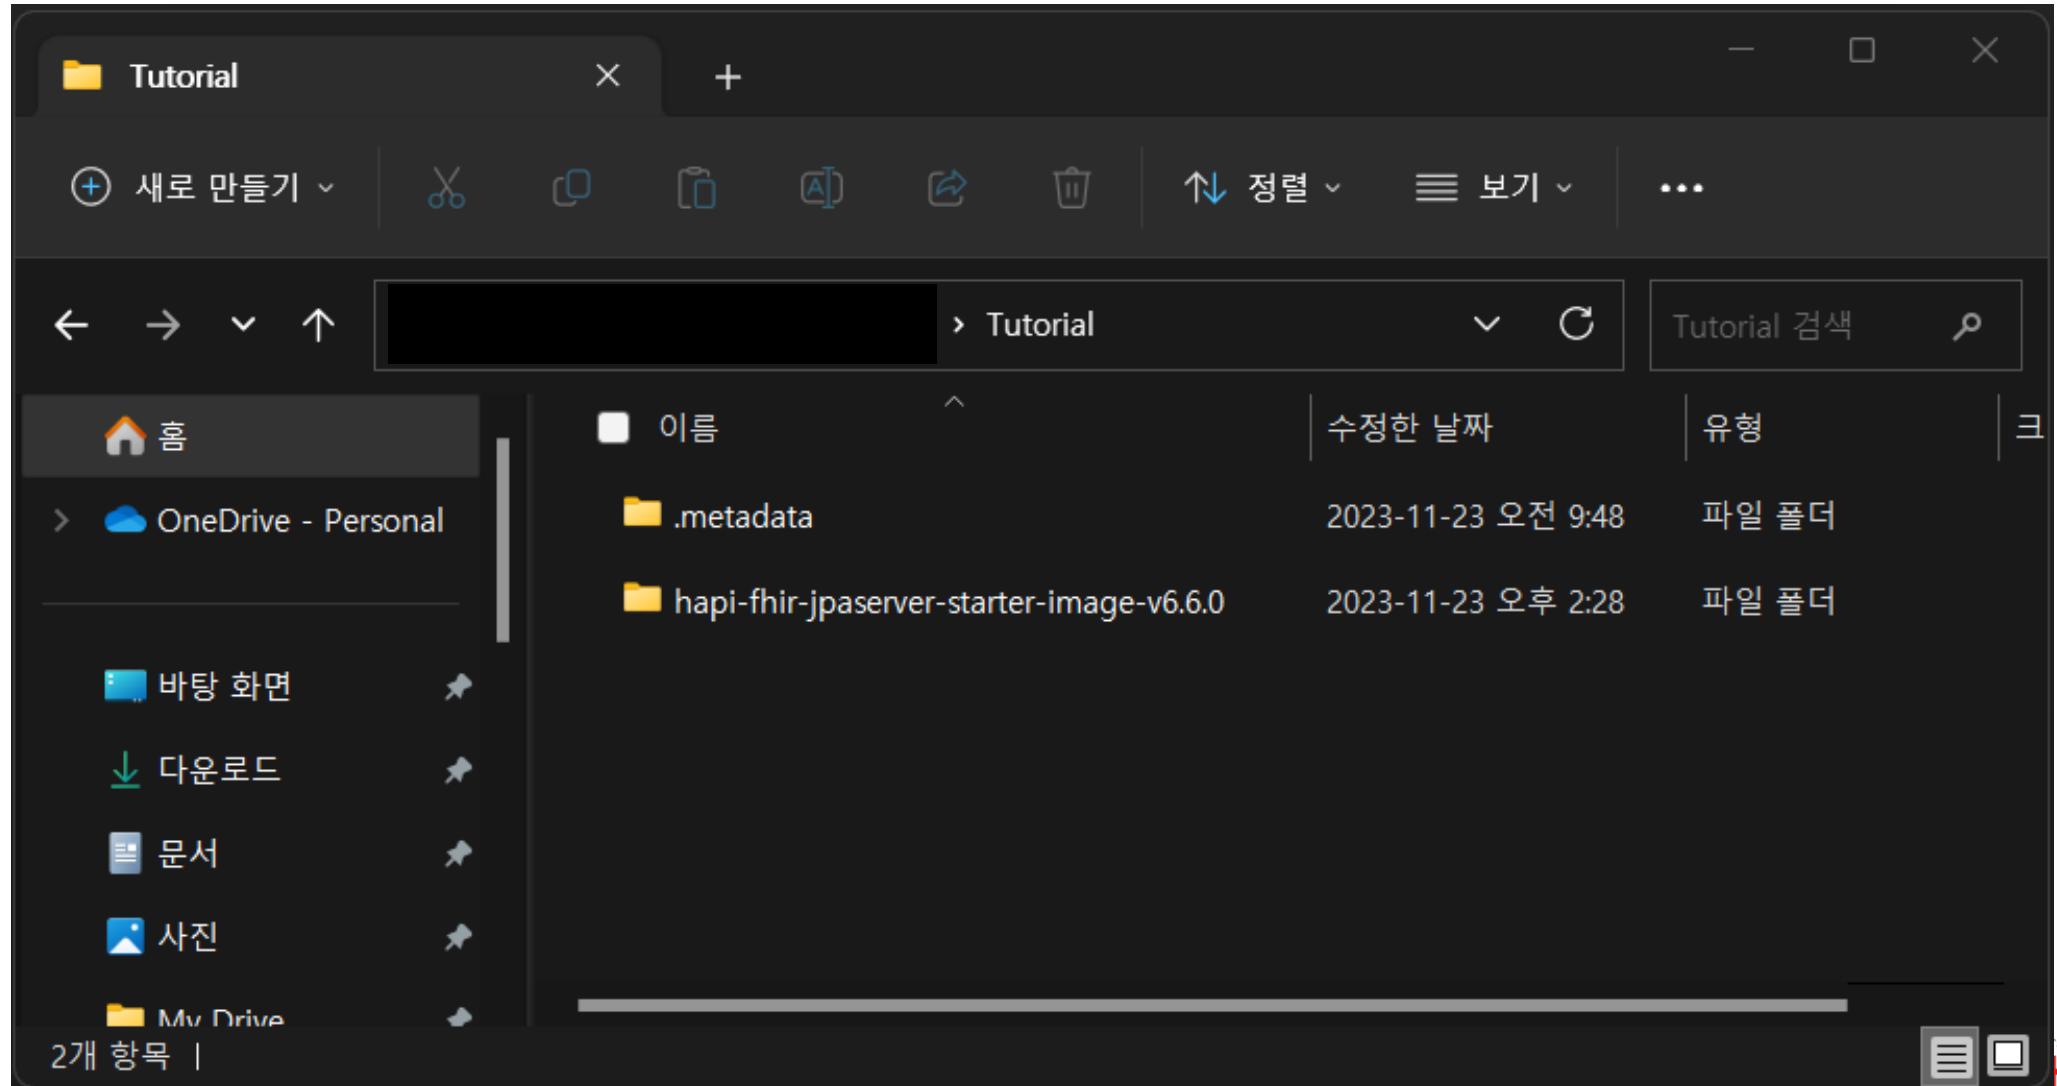 Tutorial
새로 만들기
정렬
보기
Tutorial
Tutorial 검색
홈
OneDrive - Personal
바탕 화면
다운로드
문서
사진
My Drive
이름 수정한 날짜 유형 크
.metadata 2023-11-23 오전 9:48 파일 폴더
hapi-fhir-jpaserver-starter-image-v6.6.0 2023-11-23 오후 2:28 파일 폴더
2개 항목